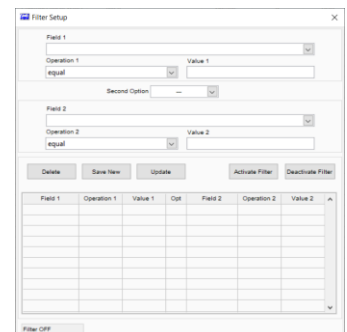 Filter Setup
Field 1
Operation 1 Value 1
equal
Second Option ---
Field 2
Operation 2 Value 2
equal
Delete Save New Update Activate Filter Deactivate Filter
Field 1 Operation 1 Value 1 Opt Field 2 Operation 2 Value 2
Filter OFF